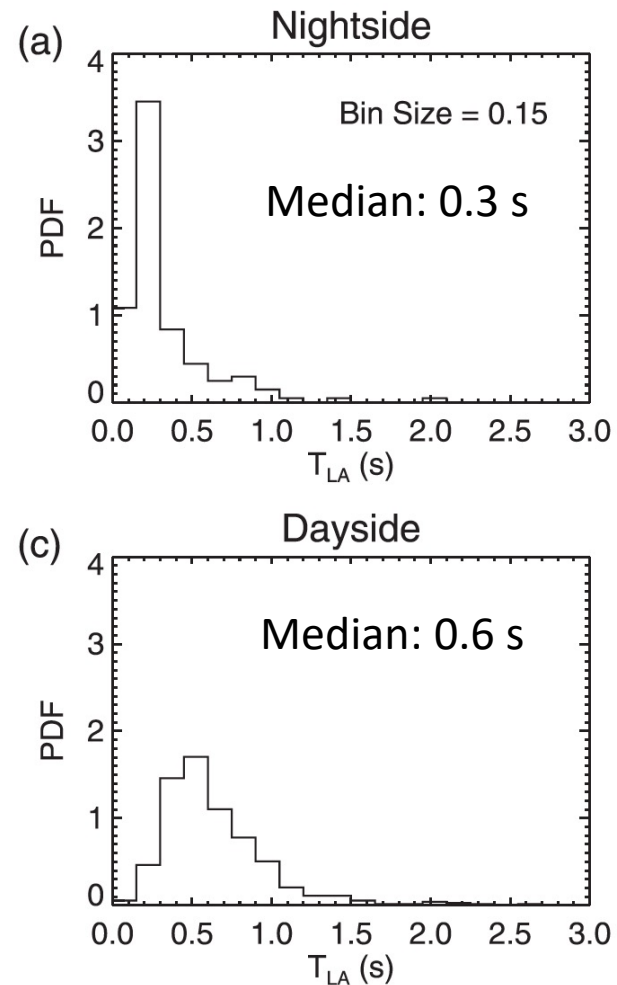 (a)
Nightside
4
3
2
1
0
PDF
Bin Size = 0.15
Median: 0.3 s
0.0 0.5 1.0 1.5 2.0 2.5 3.0
T_LA (s)
(c)
Dayside
4
3
2
1
0
PDF
Median: 0.6 s
0.0 0.5 1.0 1.5 2.0 2.5 3.0
T_LA (s)